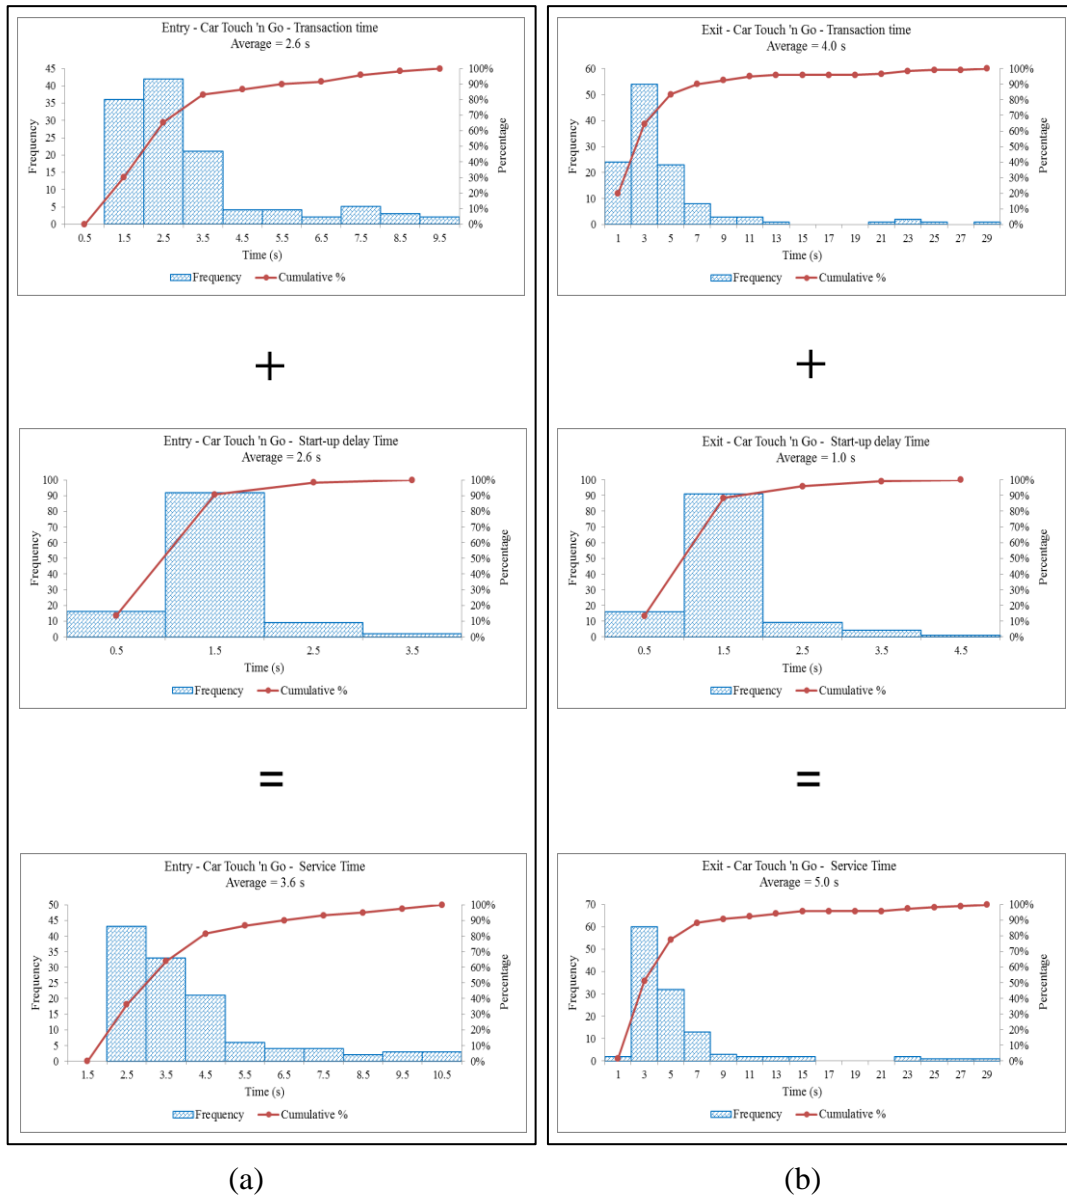 Entry - Car Touch 'n Go - Transaction time
Average = 2.6 s
45
40
35
30
25
20
15
10
5
0
Frequency
100%
90%
80%
70%
60%
50%
40%
30%
20%
10%
0%
Percentage
0.5 1.5 2.5 3.5 4.5 5.5 6.5 7.5 8.5 9.5
Time (s)
Frequency Cumulative %
+
Entry - Car Touch 'n Go - Start-up delay Time
Average = 2.6 s
100
90
80
70
60
50
40
30
20
10
0
Frequency
100%
90%
80%
70%
60%
50%
40%
30%
20%
10%
0%
Percentage
0.5 1.5 2.5 3.5
Time (s)
Frequency Cumulative %
=
Entry - Car Touch 'n Go - Service Time
Average = 3.6 s
50
45
40
35
30
25
20
15
10
5
0
Frequency
100%
90%
80%
70%
60%
50%
40%
30%
20%
10%
0%
Percentage
1.5 2.5 3.5 4.5 5.5 6.5 7.5 8.5 9.5 10.5
Time (s)
Frequency Cumulative %
(a)
Exit - Car Touch 'n Go - Transaction time
Average = 4.0 s
60
50
40
30
20
10
0
Frequency
100%
90%
80%
70%
60%
50%
40%
30%
20%
10%
0%
Percentage
1 3 5 7 9 11 13 15 17 19 21 23 25 27 29
Time (s)
Frequency Cumulative %
+
Exit - Car Touch 'n Go - Start-up delay Time
Average = 1.0 s
100
90
80
70
60
50
40
30
20
10
0
Frequency
100%
90%
80%
70%
60%
50%
40%
30%
20%
10%
0%
Percentage
0.5 1.5 2.5 3.5 4.5
Time (s)
Frequency Cumulative %
=
Exit - Car Touch 'n Go - Service Time
Average = 5.0 s
70
60
50
40
30
20
10
0
Frequency
100%
90%
80%
70%
60%
50%
40%
30%
20%
10%
0%
Percentage
1 3 5 7 9 11 13 15 17 19 21 23 25 27 29
Time (s)
Frequency Cumulative %
(b)